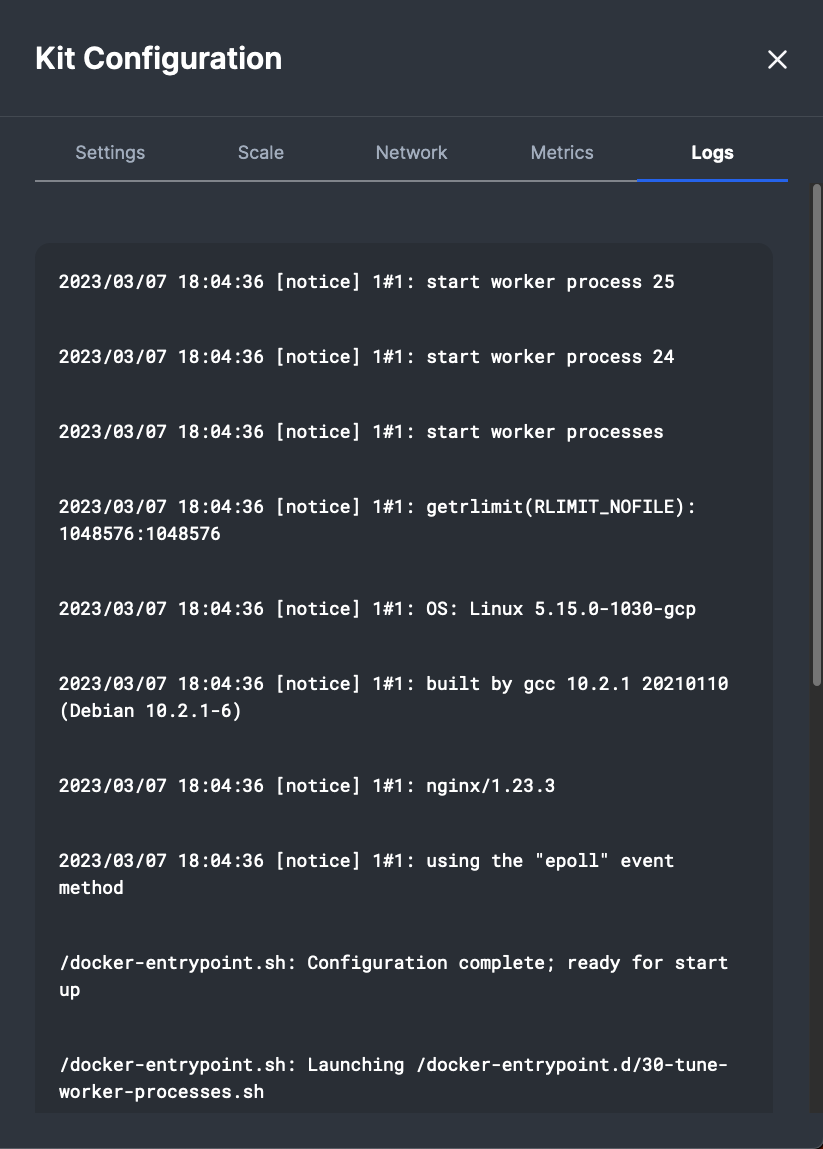 Kit Configuration
Settings
Scale
Network
Metrics
Logs
2023/03/07 18:04:36 [notice] 1#1: start worker process 25
2023/03/07 18:04:36 [notice] 1#1: start worker process 24
2023/03/07 18:04:36 [notice] 1#1: start worker processes
2023/03/07 18:04:36 [notice] 1#1: getrlimit(RLIMIT_NOFILE):
1048576:1048576
2023/03/07 18:04:36 [notice] 1#1: OS: Linux 5.15.0-1030-gcp
2023/03/07 18:04:36 [notice] 1#1: built by gcc 10.2.1 20210110
(Debian 10.2.1-6)
2023/03/07 18:04:36 [notice] 1#1: nginx/1.23.3
2023/03/07 18:04:36 [notice] 1#1: using the "epoll" event
method
/docker-entrypoint.sh: Configuration complete; ready for start
up
/docker-entrypoint.sh: Launching /docker-entrypoint.d/30-tune-
worker-processes.sh